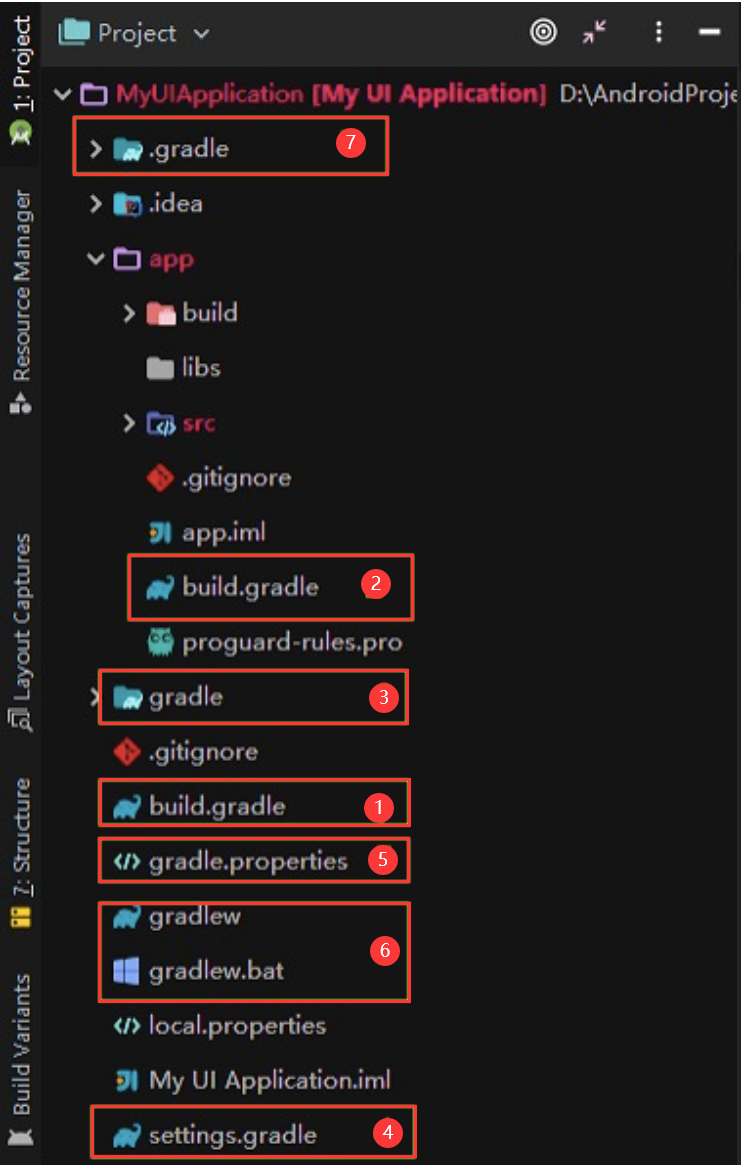 Project
MyUIApplication [My UI Application] D:\AndroidProje
.gradle 7
.idea
app
build
libs
src
.gitignore
app.iml
build.gradle 2
proguard-rules.pro
gradle 3
.gitignore
build.gradle 1
gradle.properties 5
gradlew
6
gradlew.bat
local.properties
My UI Application.iml
settings.gradle 4
1: Project
Resource Manager
Layout Captures
7: Structure
Build Variants